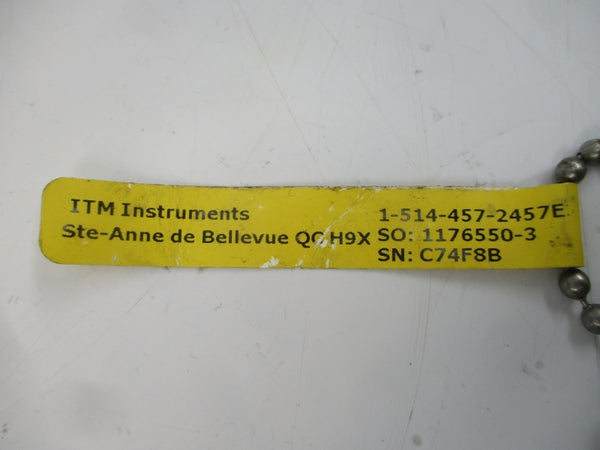 ITM Instruments
Ste-Anne de Bellevue QC H9X
1-514-457-2457E
SO: 1176550-3
SN: C74F8B